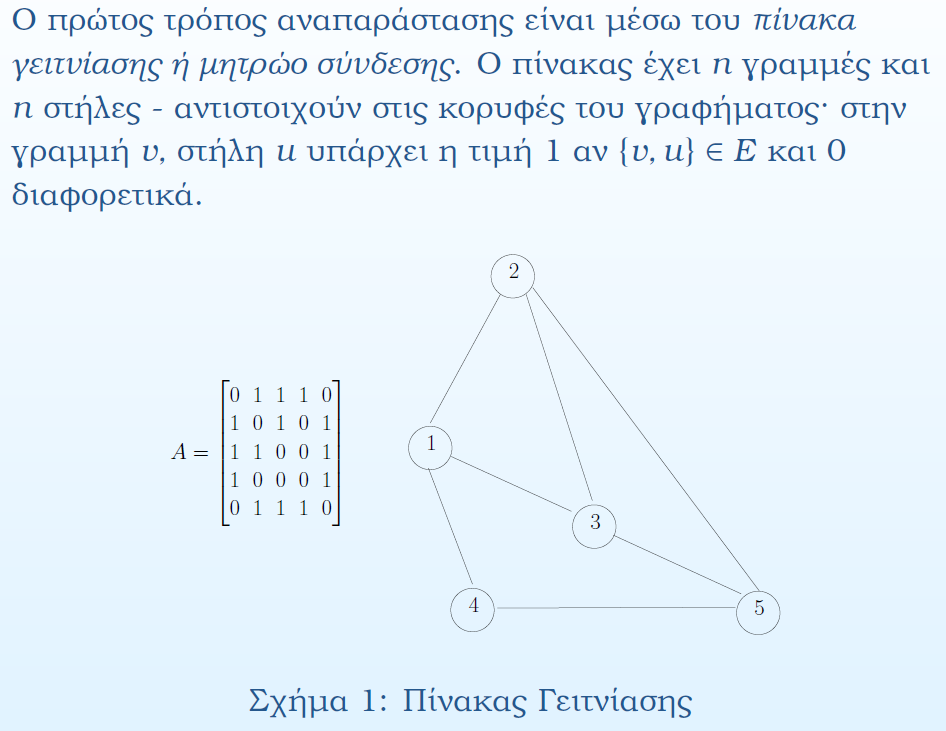 Ο πρώτος τρόπος αναπαράστασης είναι μέσω του πίνακα
γειτνίασης ή μητρώο σύνδεσης. Ο πίνακας έχει n γραμμές και
n στήλες - αντιστοιχούν στις κορυφές του γραφήματος· στην
γραμμή v, στήλη u υπάρχει η τιμή 1 αν {v, u} ∈ E και 0
διαφορετικά.
2
0 1 1 1 0
1 0 1 0 1
A = 1 1 0 0 1
1 0 0 0 1
0 1 1 1 0
1
3
4
5
Σχήμα 1: Πίνακας Γειτνίασης